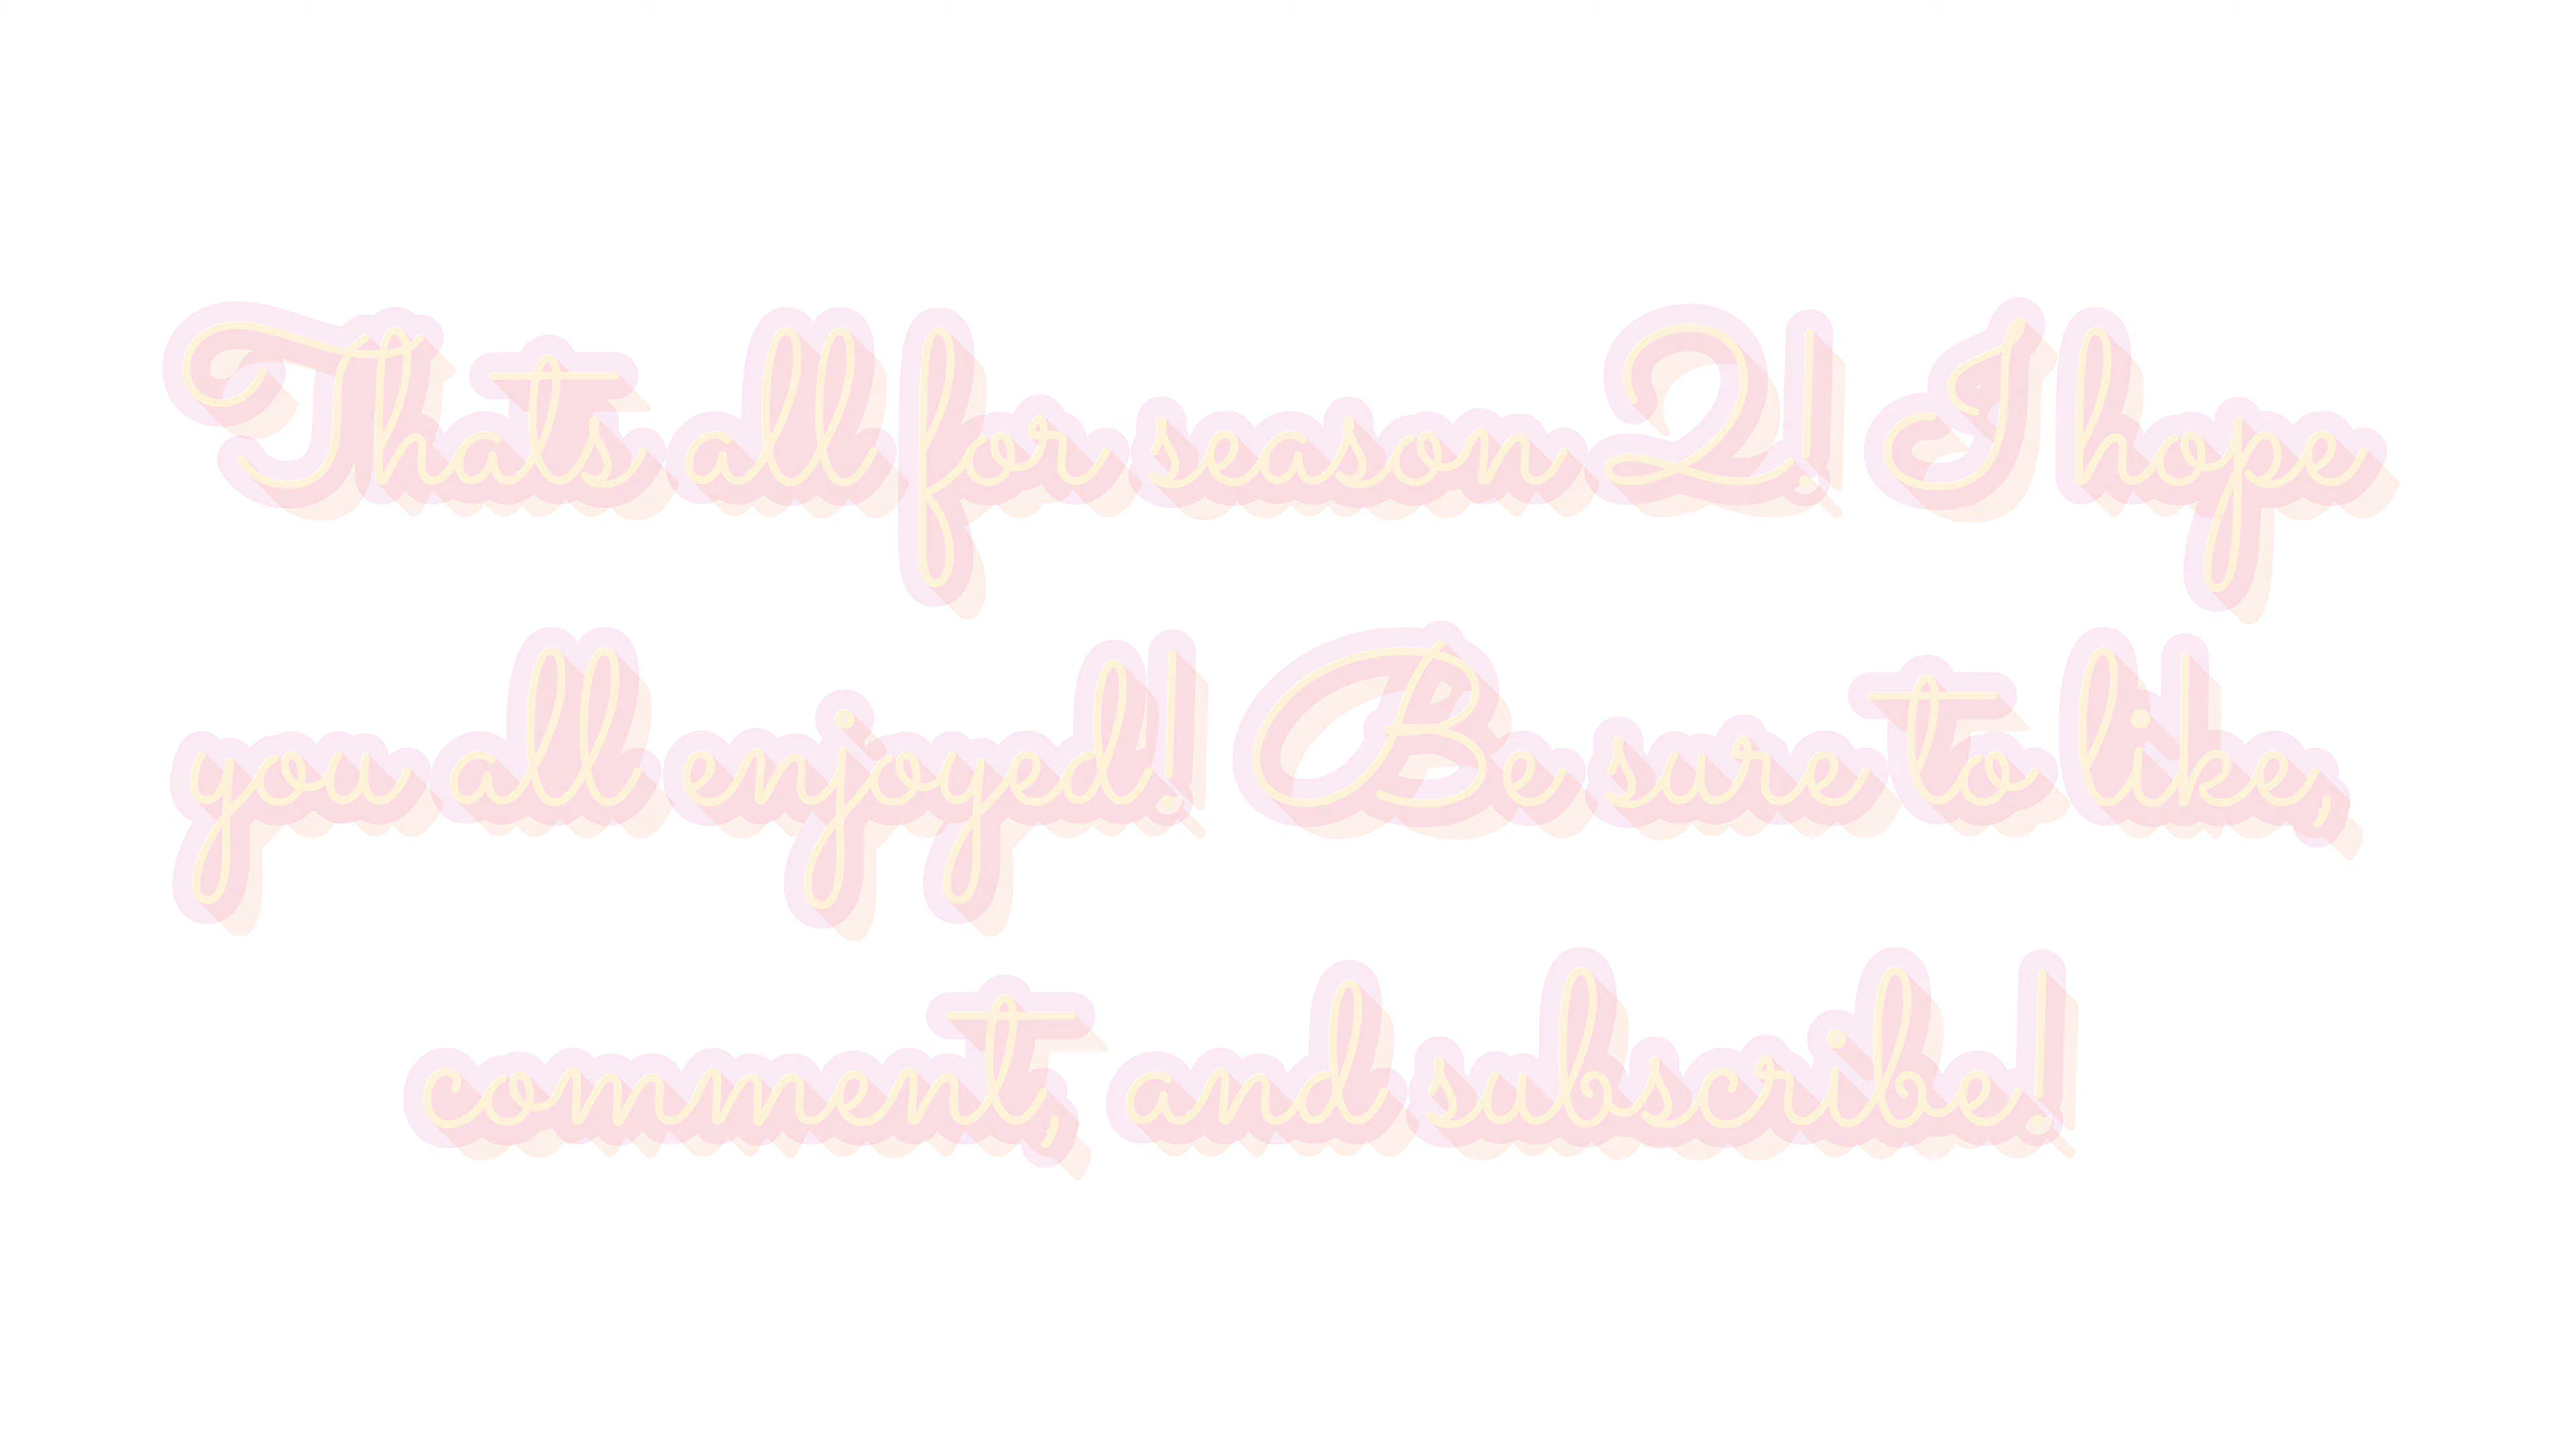 Thats all for season 2! I hope
you all enjoyed! Be sure to like,
comment, and subscribe!